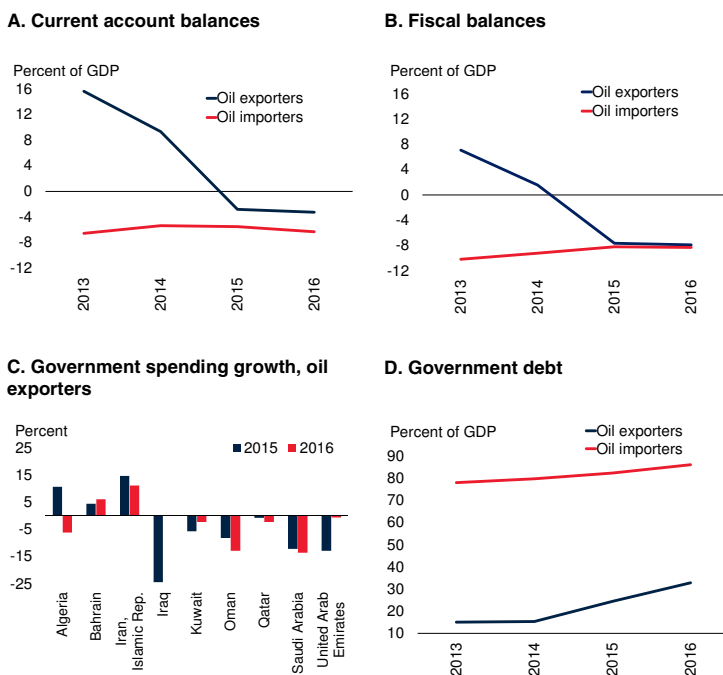 A. Current account balances
Percent of GDP
16
12
8
4
0
-4
-8
-12
Oil exporters
Oil importers
2013
2014
2015
2016
B. Fiscal balances
Percent of GDP
16
12
8
4
0
-4
-8
-12
Oil exporters
Oil importers
2013
2014
2015
2016
C. Government spending growth, oil
exporters
Percent
25
15
5
-5
-15
-25
2015
2016
Algeria
Bahrain
Iran,
Islamic Rep.
Iraq
Kuwait
Oman
Qatar
Saudi Arabia
United Arab
Emirates
D. Government debt
Percent of GDP
90
80
70
60
50
40
30
20
10
Oil exporters
Oil importers
2013
2014
2015
2016